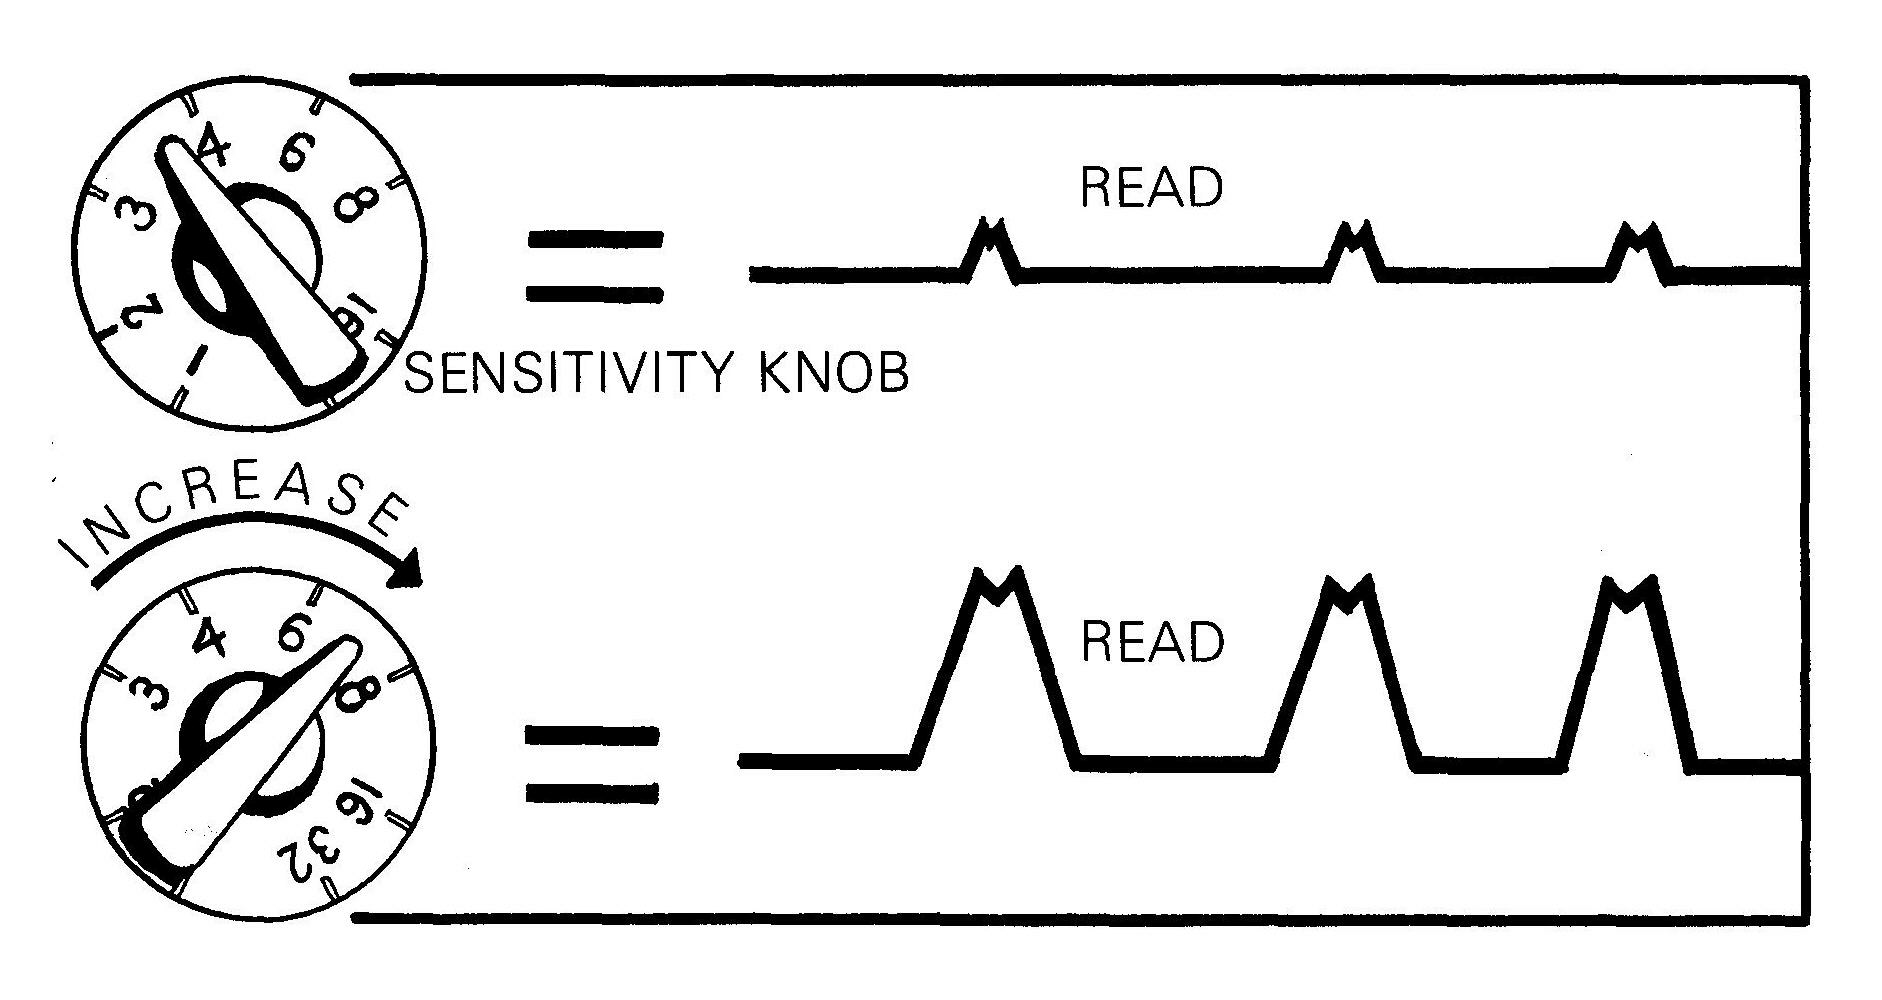 4 6
3 8
2 16
1
READ
SENSITIVITY KNOB
INCREASE
4 6
3 8
16
32
READ